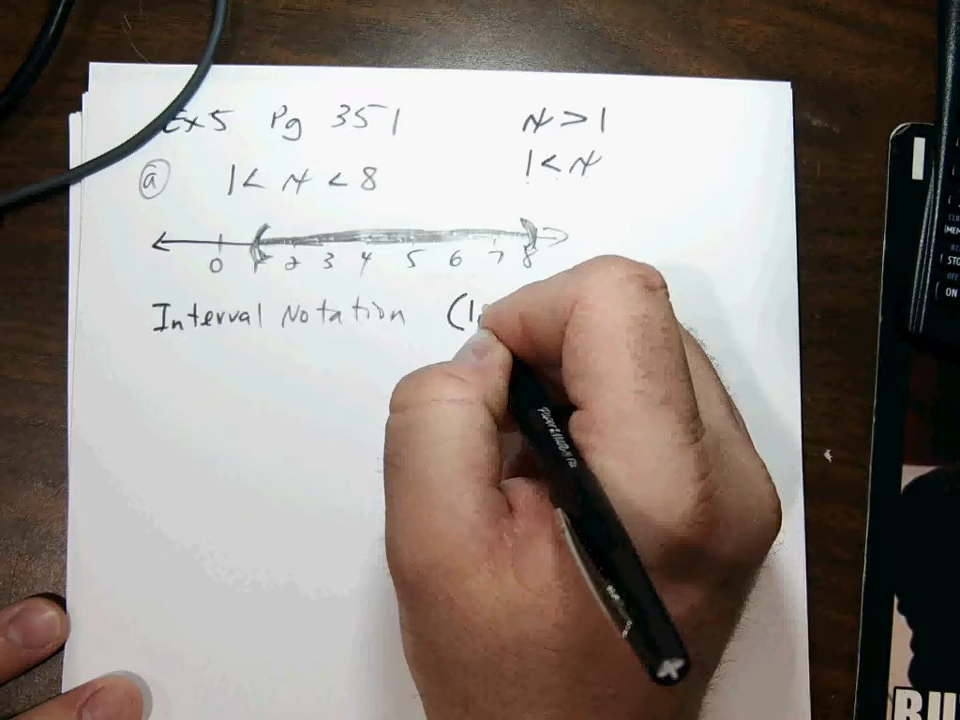 Ex5 Pg 351
N > 1
1 < N
a 1 < N < 8
0 1 2 3 4 5 6 7 8
Interval Notation (1,
ON